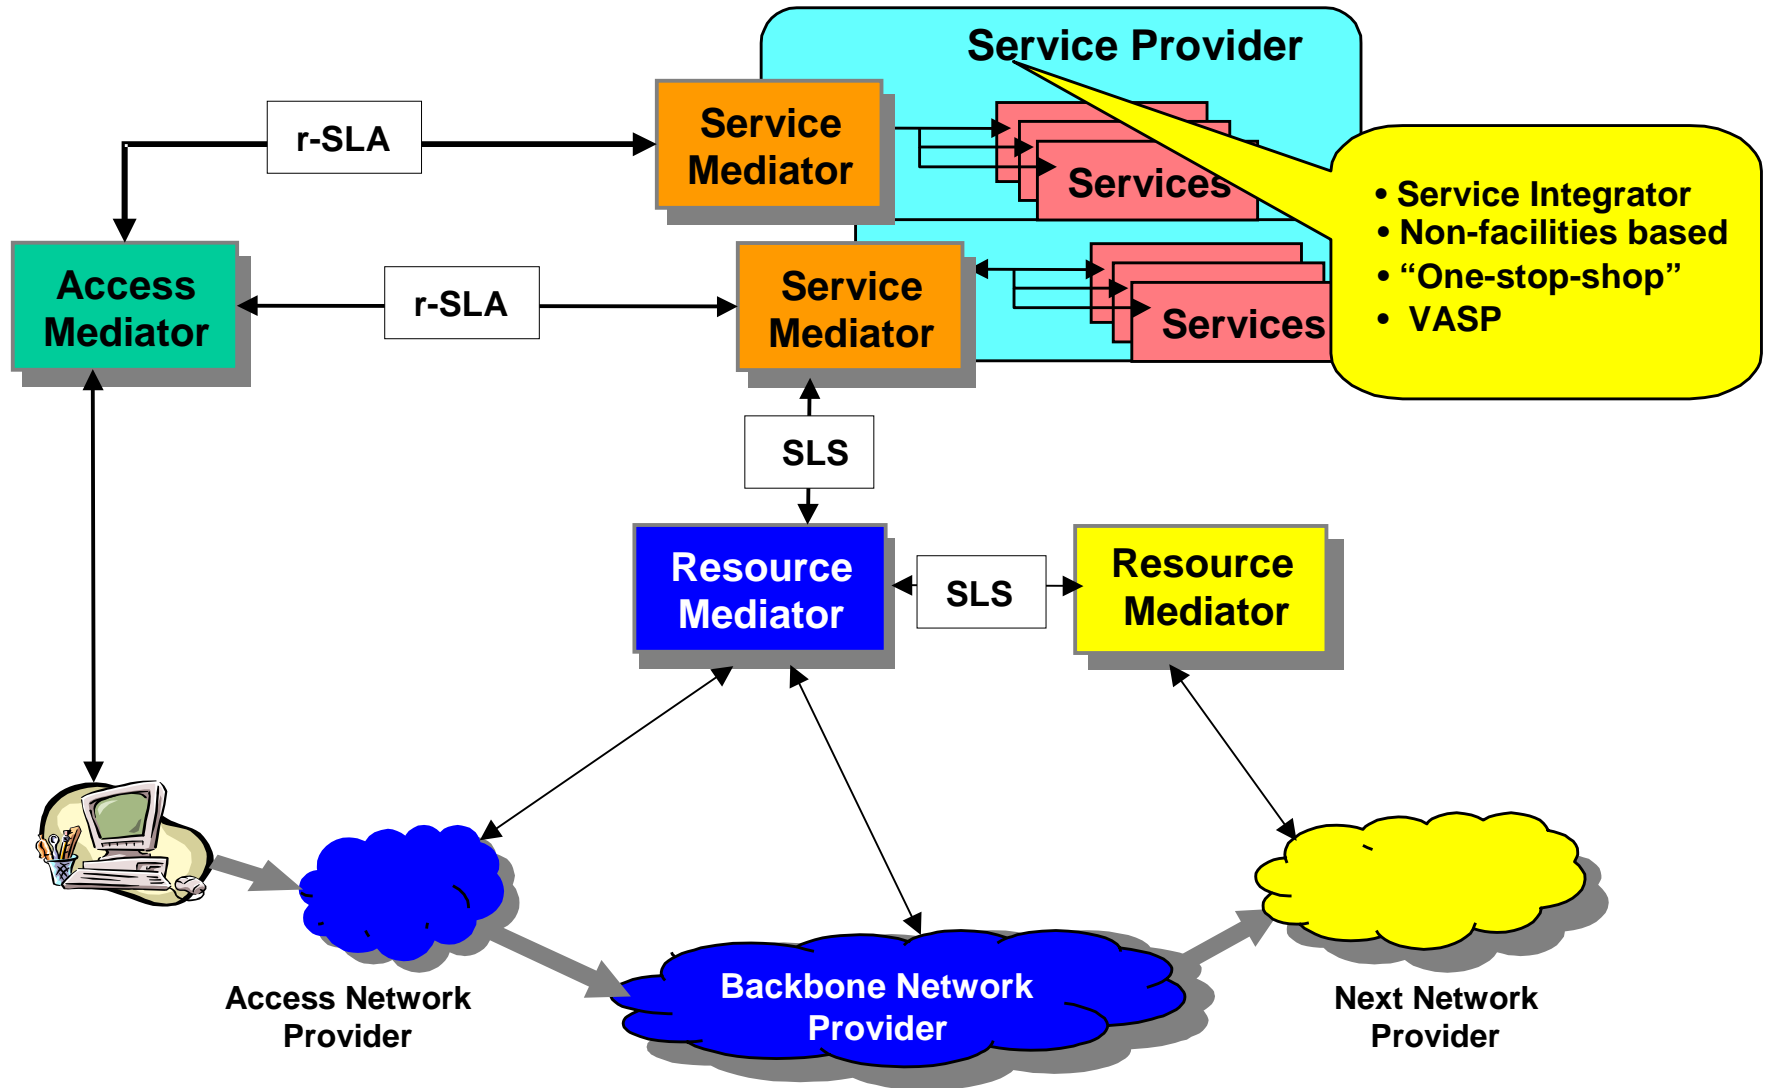 Service Provider
r-SLA
Service
Mediator
Services
• Service Integrator
• Non-facilities based
• “One-stop-shop”
• VASP
Access
Mediator
r-SLA
Service
Mediator
Services
SLS
Resource
Mediator
SLS
Resource
Mediator
Access Network
Provider
Backbone Network
Provider
Next Network
Provider